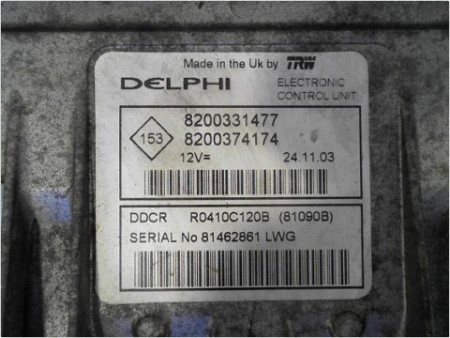 Made in the Uk by TRW
DELPHI
ELECTRONIC
CONTROL UNIT
153
8200331477
8200374174
12V=
24.11.03
DDCR R0410C120B (81090B)
SERIAL No 81462861 LWG